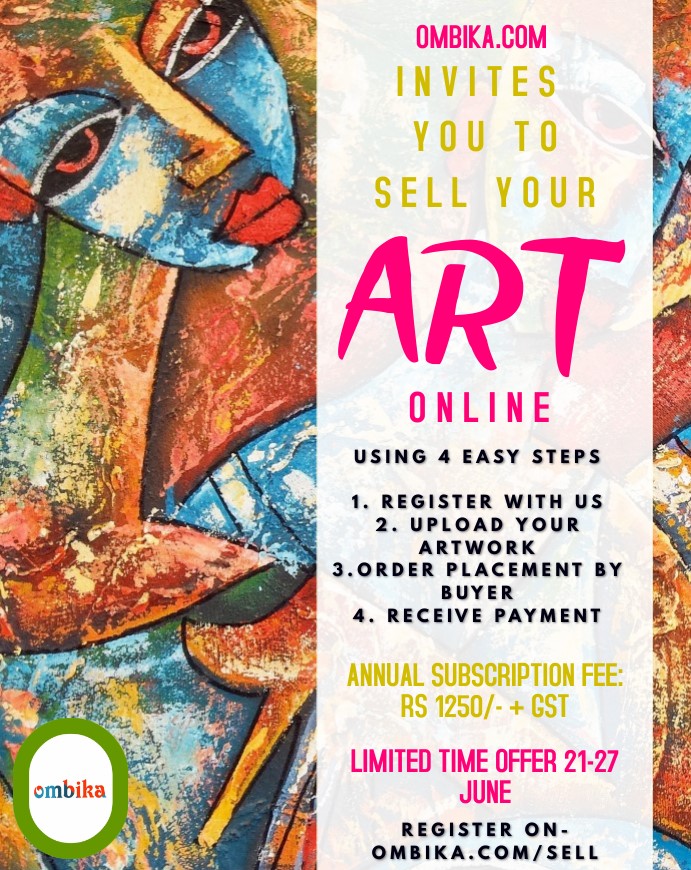 OMBIKA.COM
INVITES
YOU TO
SELL YOUR
ART
ONLINE
USING 4 EASY STEPS
1. REGISTER WITH US
2. UPLOAD YOUR
ARTWORK
3.ORDER PLACEMENT BY
BUYER
4. RECEIVE PAYMENT
ANNUAL SUBSCRIPTION FEE:
RS 1250/- + GST
LIMITED TIME OFFER 21-27
JUNE
REGISTER ON-
OMBIKA.COM/SELL
ombika